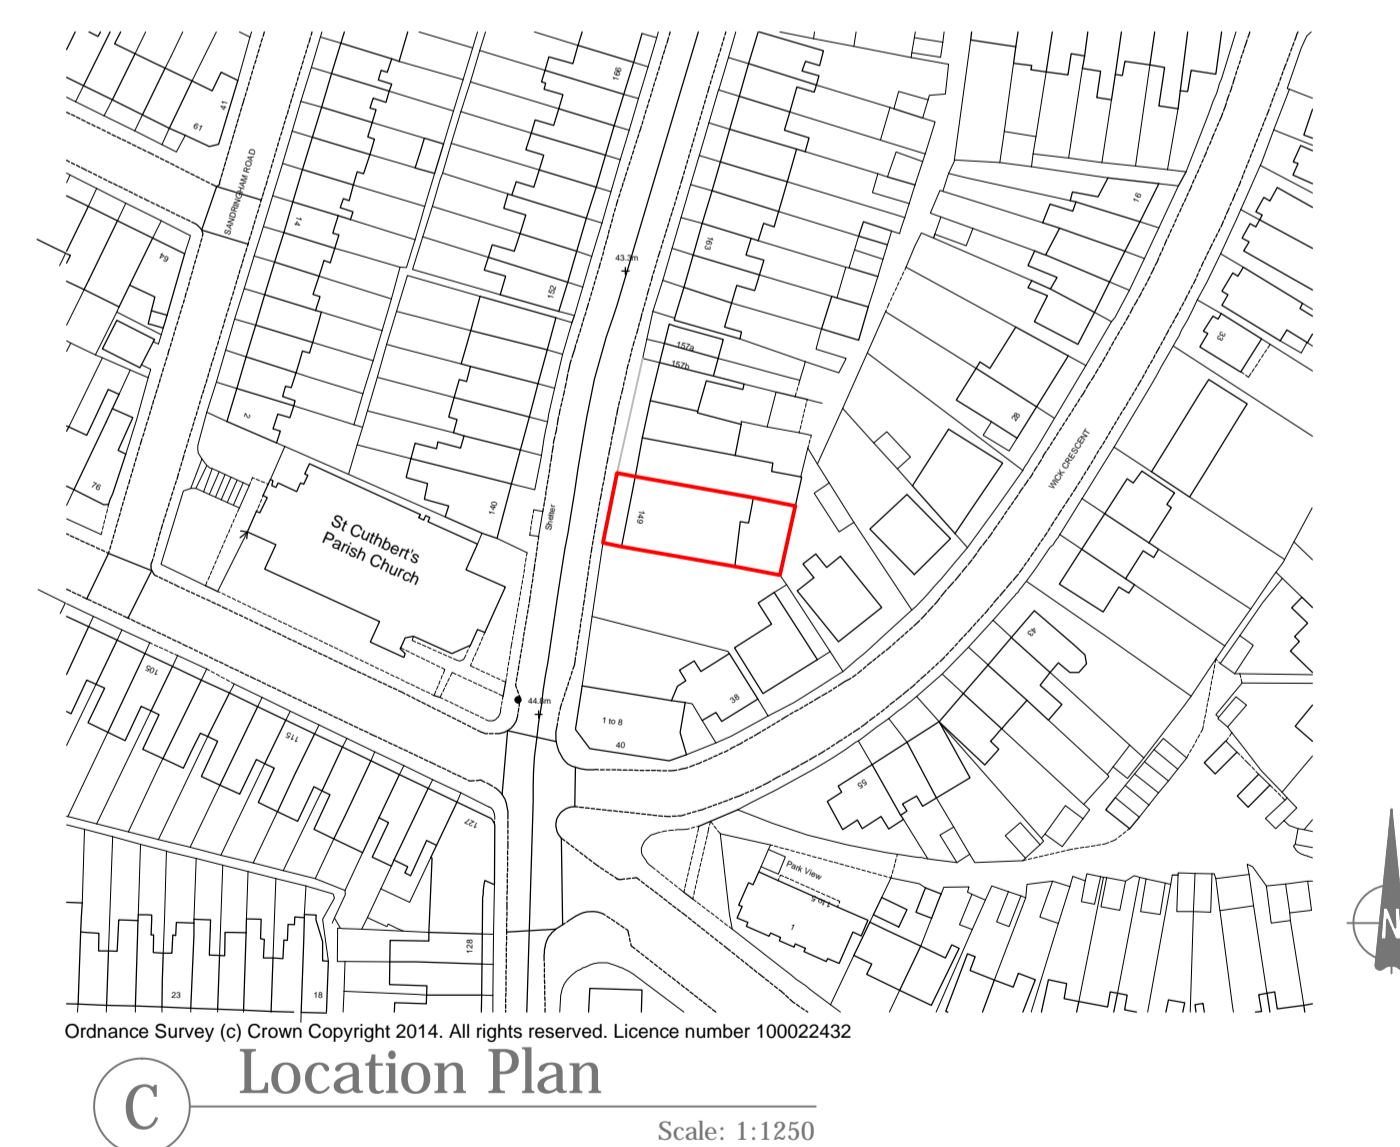 166
41
61
SANDRINGHAM ROAD
16
14
163
64
43.3m
152
33
157a
157b
2
28
WICK CRESCENT
76
140
Shelter
149
St Cuthbert's
Parish Church
43
105
38
1 to 8
40
115
55
127
Park View
1 to 5
1
128
23
18
N
Ordnance Survey (c) Crown Copyright 2014. All rights reserved. Licence number 100022432
C
Location Plan
Scale: 1:1250